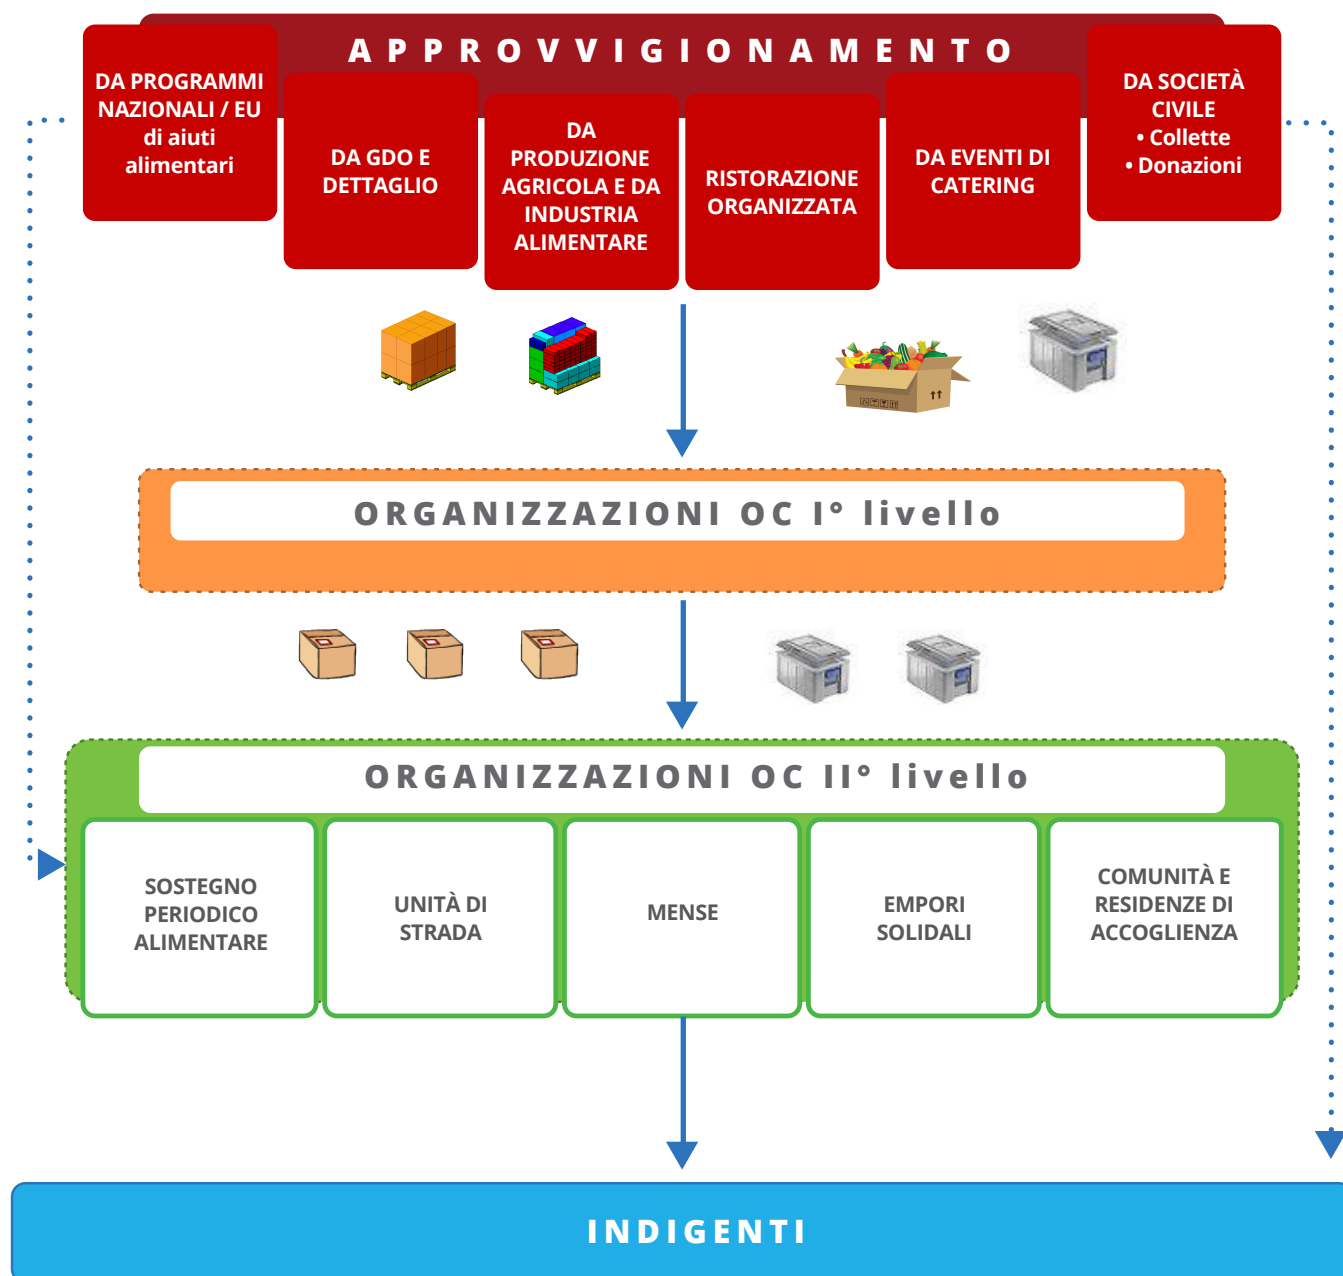 APPROVVIGIONAMENTO
DA PROGRAMMI
NAZIONALI / EU
di aiuti
alimentari
DA GDO E
DETTAGLIO
DA
PRODUZIONE
AGRICOLA E DA
INDUSTRIA
ALIMENTARE
RISTORAZIONE
ORGANIZZATA
DA EVENTI DI
CATERING
DA SOCIETÀ
CIVILE
• Collette
• Donazioni
ORGANIZZAZIONI OC I° livello
ORGANIZZAZIONI OC II° livello
SOSTEGNO
PERIODICO
ALIMENTARE
UNITÀ DI
STRADA
MENSE
EMPORI
SOLIDALI
COMUNITÀ E
RESIDENZE DI
ACCOGLIENZA
INDIGENTI